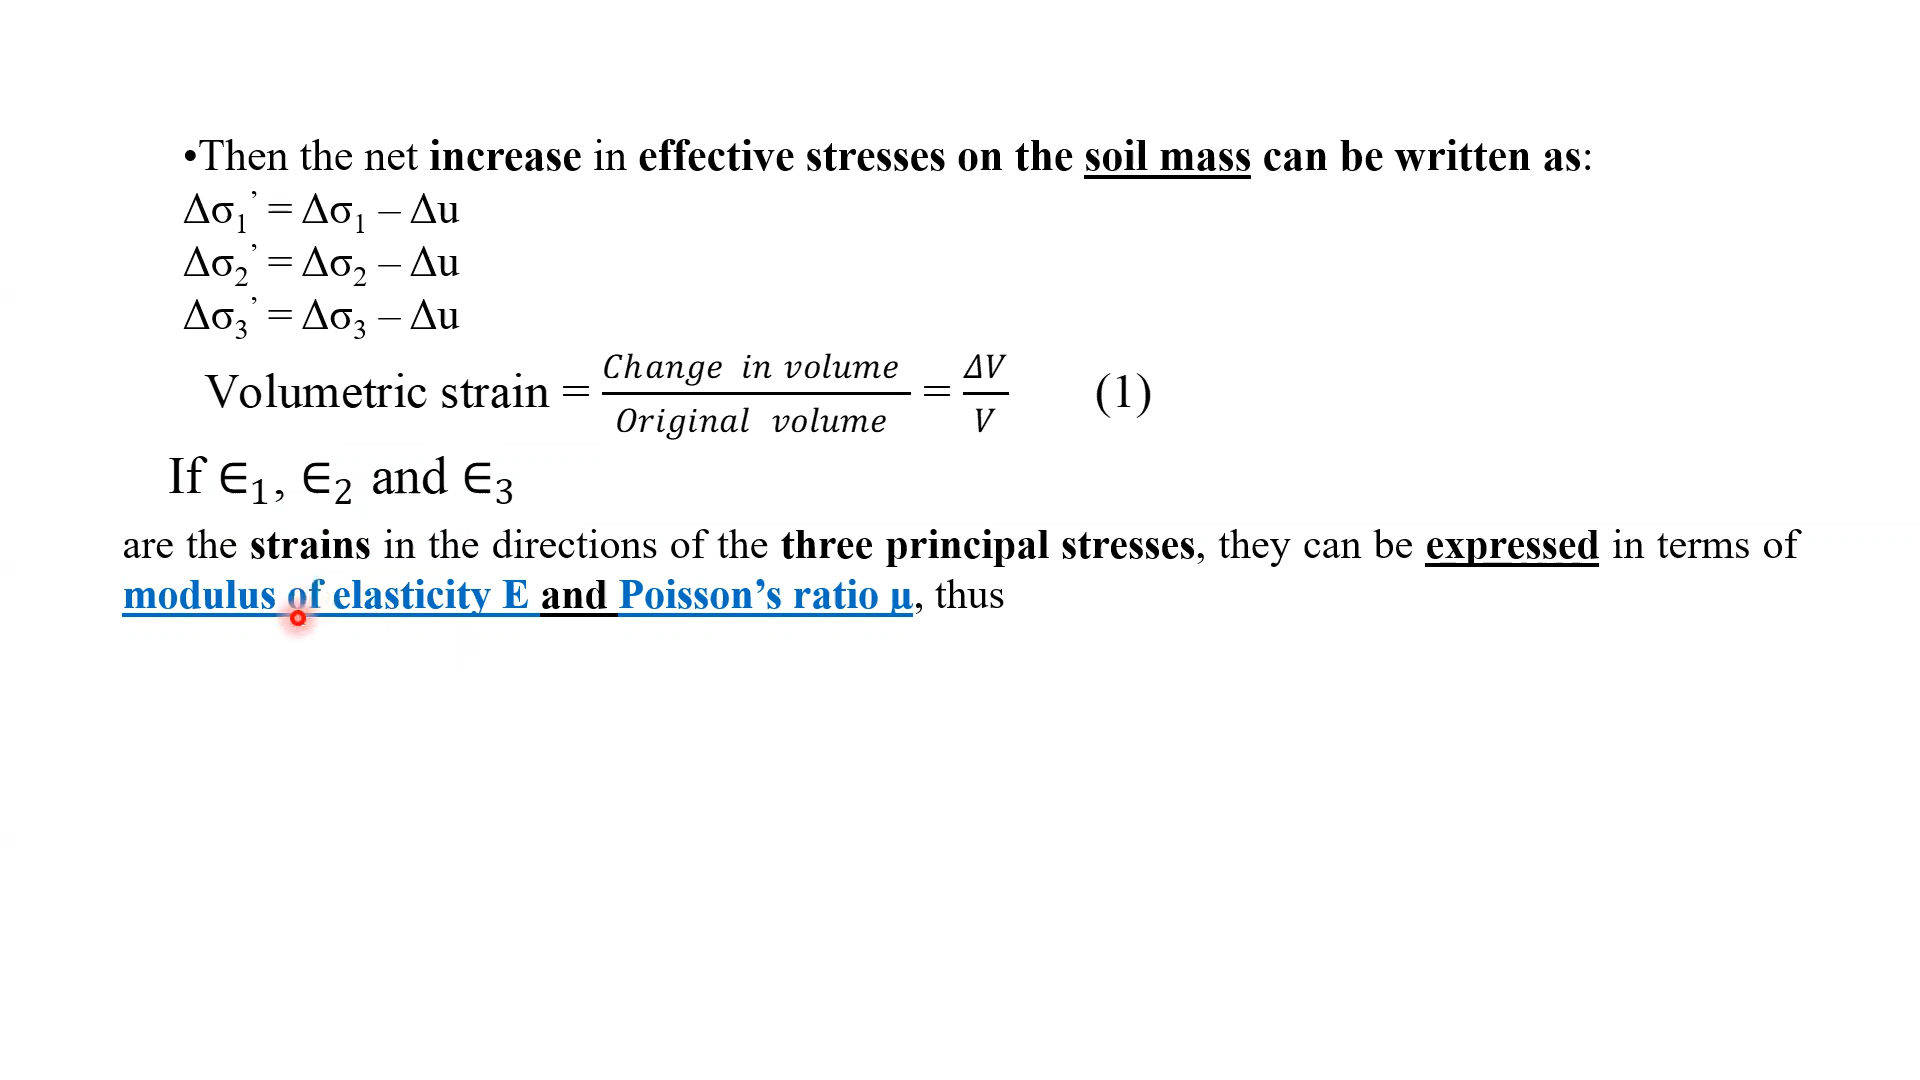 •Then the net increase in effective stresses on the soil mass can be written as:
Δσ₁’ = Δσ₁ – Δu
Δσ₂’ = Δσ₂ – Δu
Δσ₃’ = Δσ₃ – Δu
Volumetric strain = Change in volume / Original volume = ΔV / V (1)
If ∈₁, ∈₂ and ∈₃
are the strains in the directions of the three principal stresses, they can be expressed in terms of
modulus of elasticity E and Poisson’s ratio μ, thus